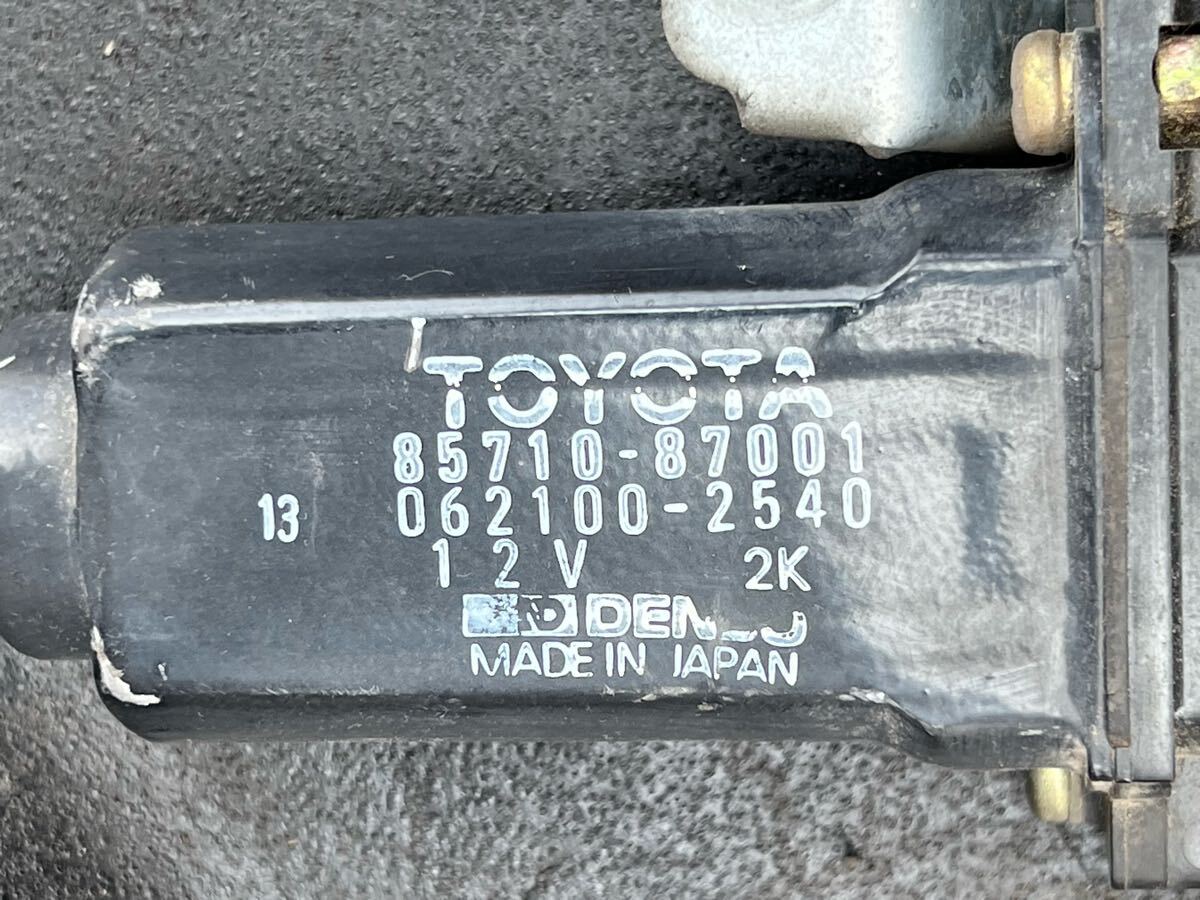 TOYOTA
85710-87001
13 062100-2540
12V 2K
DENSO
MADE IN JAPAN